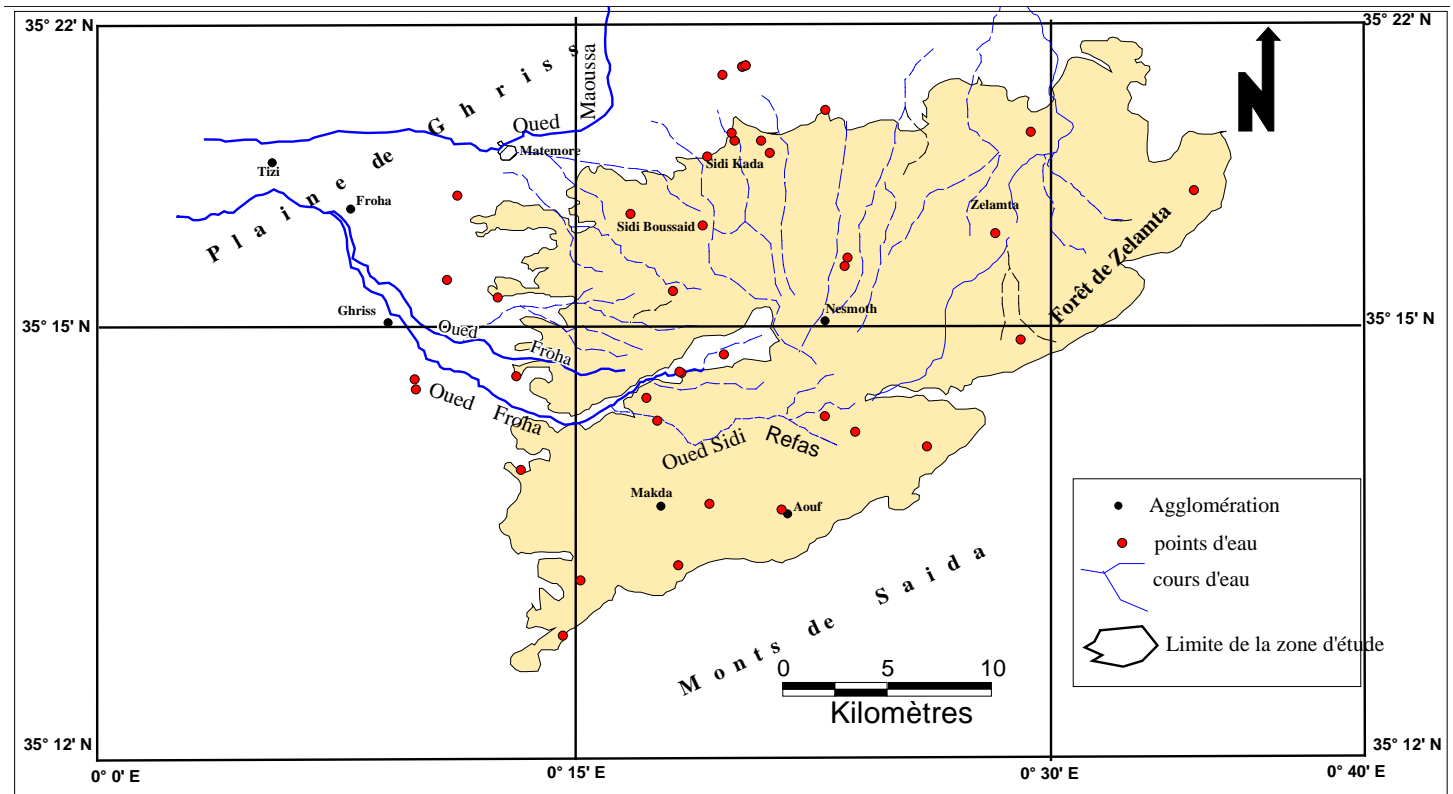 35° 22' N
35° 22' N
Plaine de Ghriss
Oued
Maoussa
N
Matemore
Tizi
Froha
Sidi Kada
Sidi Boussaid
Zelamta
Forêt de Zelamta
Ghriss
Nesmoth
35° 15' N
35° 15' N
Oued
Froha
Oued Froha
Oued Sidi Refas
Makda
Aouf
Monts de Saida
0 5 10
Kilomètres
Agglomération
points d'eau
cours d'eau
Limite de la zone d'étude
35° 12' N
35° 12' N
0° 0' E
0° 15' E
0° 30' E
0° 40' E